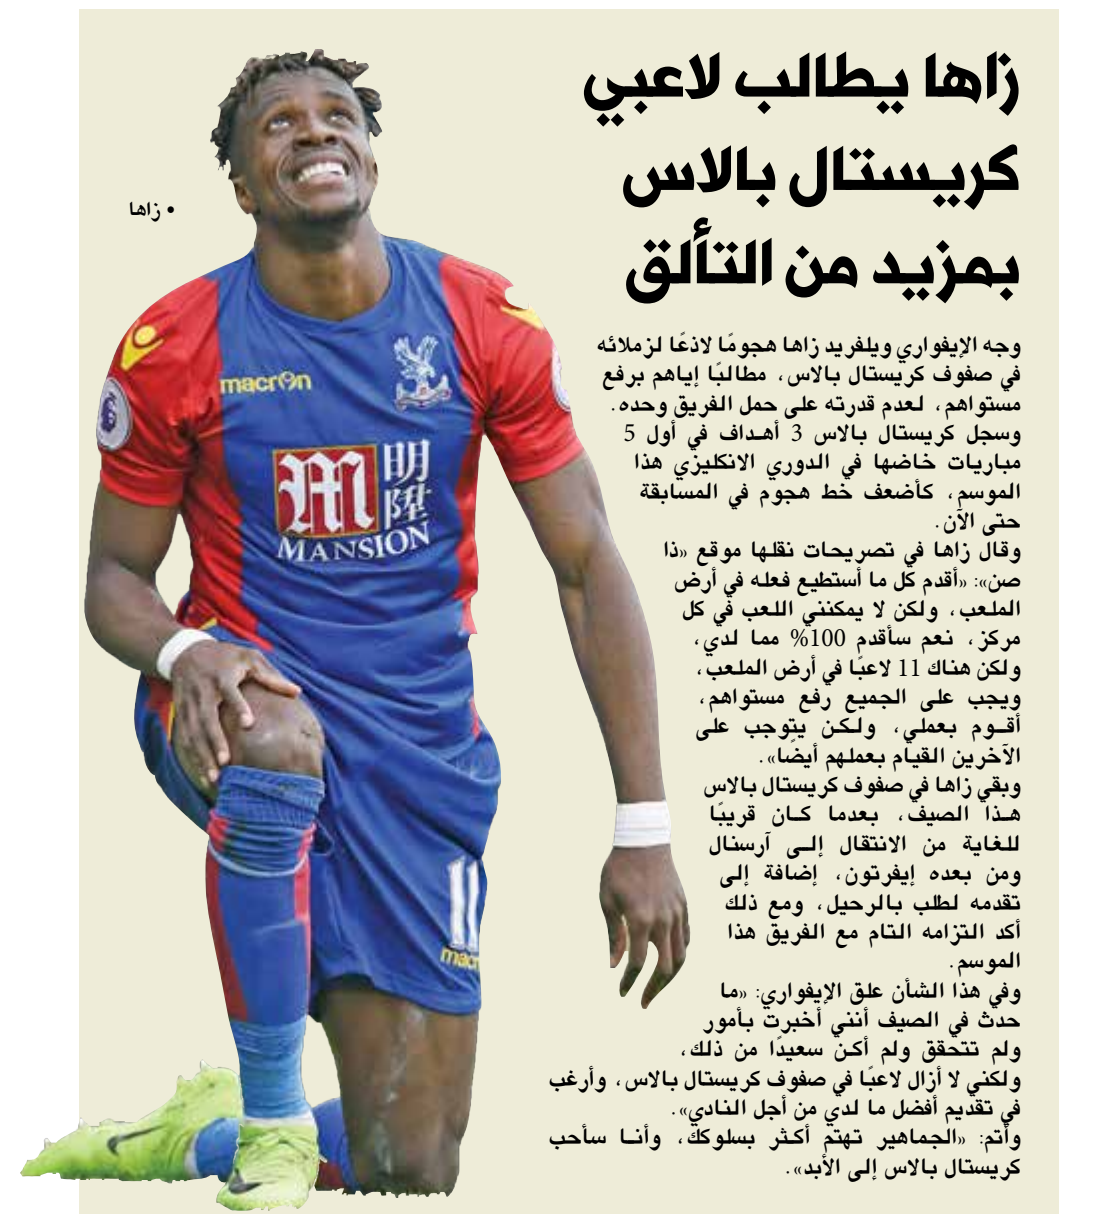 زاها يطالب لاعبي
كريستال بالاس
بمزيد من التألق
• زاها
وجه الإيفواري ويلفريد زاها هجومًا لاذعًا لزملائه
في صفوف كريستال بالاس، مطالبًا إياهم برفع
مستواهم، لعدم قدرته على حمل الفريق وحده.
وسجل كريستال بالاس 3 أهداف في أول 5
مباريات خاضها في الدوري الانكليزي هذا
الموسم، كأضعف خط هجوم في المسابقة
حتى الآن.
وقال زاها في تصريحات نقلها موقع «ذا
صن»: «أقدم كل ما أستطيع فعله في أرض
الملعب، ولكن لا يمكنني اللعب في كل
مركز، نعم سأقدم 100% مما لدي،
ولكن هناك 11 لاعبًا في أرض الملعب،
ويجب على الجميع رفع مستواهم،
أقوم بعملي، ولكن يتوجب على
الآخرين القيام بعملهم أيضًا».
وبقي زاها في صفوف كريستال بالاس
هذا الصيف، بعدما كان قريبًا
للغاية من الانتقال إلى آرسنال
ومن بعده إيفرتون، إضافة إلى
تقدمه لطلب بالرحيل، ومع ذلك
أكد التزامه التام مع الفريق هذا
الموسم.
وفي هذا الشأن علق الإيفواري: «ما
حدث في الصيف أنني أخبرت بأمور
ولم تتحقق ولم أكن سعيدًا من ذلك،
ولكني لا أزال لاعبًا في صفوف كريستال بالاس، وأرغب
في تقديم أفضل ما لدي من أجل النادي».
وأتم: «الجماهير تهتم أكثر بسلوكك، وأنا سأحب
كريستال بالاس إلى الأبد».
macron
M
明陞
MANSION
11
macr